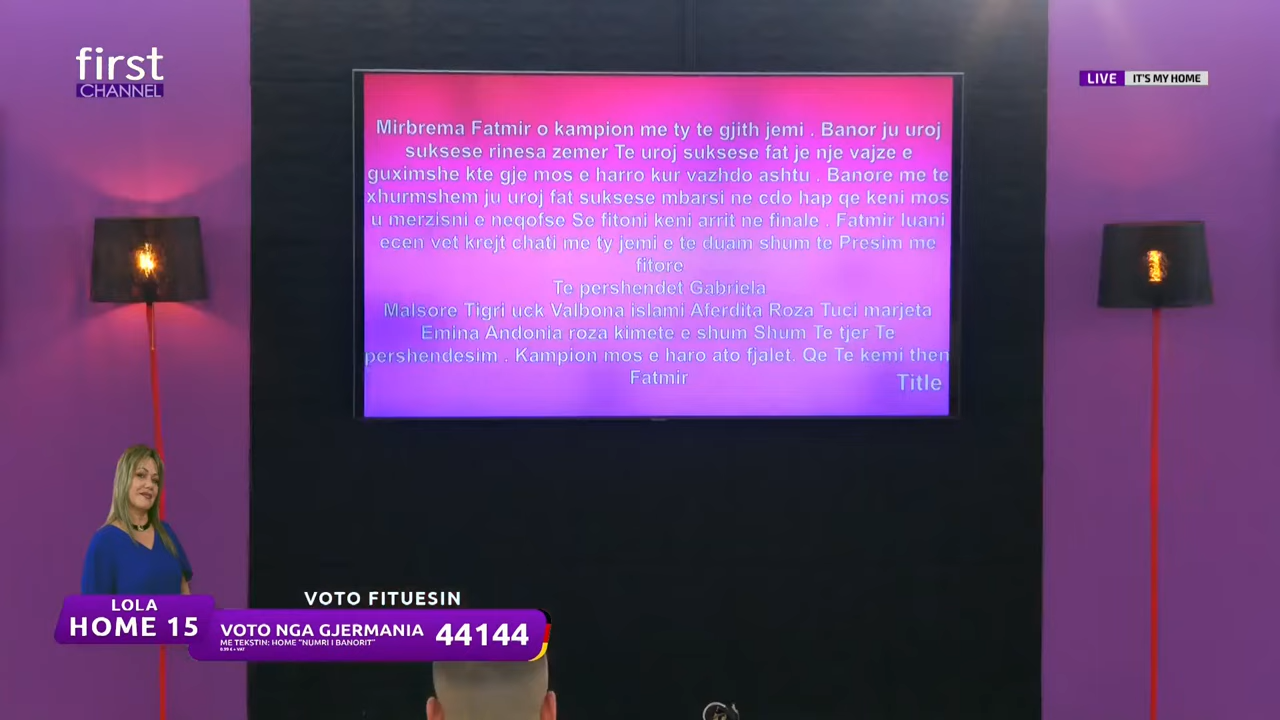 first
CHANNEL
LIVE IT'S MY HOME
Mirbrema Fatmir o kampion me ty te gjith jemi . Banor ju uroj
suksese rinesa zemer Te uroj suksese fat je nje vajze e
guximshe kte gje mos e harro kur vazhdo ashtu . Banore me te
xhurmshem ju uroj fat suksese mbarsi ne cdo hap qe keni mos
u merzisni e neqofse Se fitoni keni arrit ne finale . Fatmir luani
ecen vet krejt chati me ty jemi e te duam shum te Presim me
fitore
Te pershendet Gabriela
Malsore Tigri uck Valbona islami Aferdita Roza Tuci marjeta
Emina Andonia roza kimete e shum Shum Te tjer Te
pershendesim . Kampion mos e haro ato fjalet. Qe Te kemi then
Fatmir
Title
VOTO FITUESIN
LOLA
HOME 15
VOTO NGA GJERMANIA 44144
ME TEKSTIN: HOME "NUMRI I BANORIT"
0.99 € + VAT